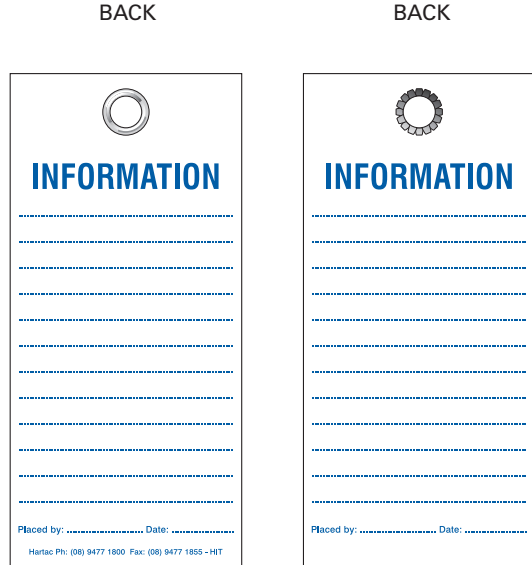 BACK
BACK
INFORMATION
Placed by: ........................ Date: ....................
Hartac Ph: (08) 9477 1800 Fax: (08) 9477 1855 - HIT
INFORMATION
Placed by: ........................ Date: ....................